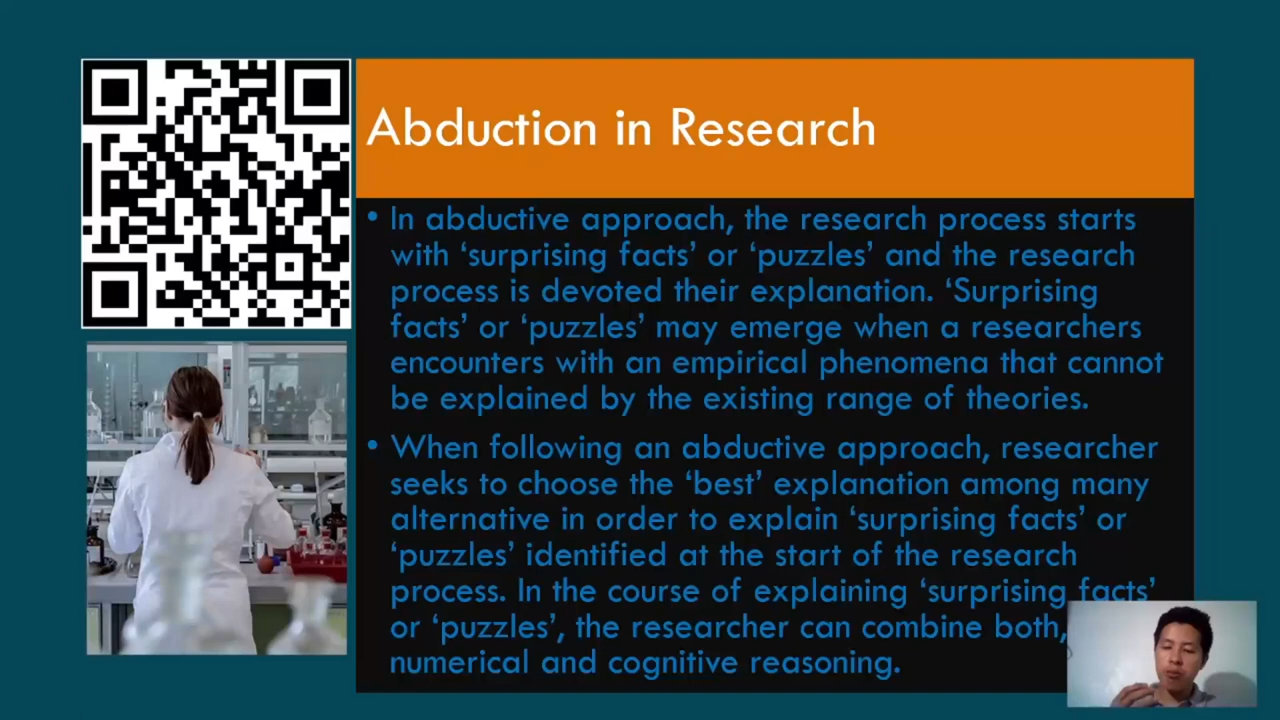 Abduction in Research
• In abductive approach, the research process starts
with ‘surprising facts’ or ‘puzzles’ and the research
process is devoted their explanation. ‘Surprising
facts’ or ‘puzzles’ may emerge when a researchers
encounters with an empirical phenomena that cannot
be explained by the existing range of theories.
• When following an abductive approach, researcher
seeks to choose the ‘best’ explanation among many
alternative in order to explain ‘surprising facts’ or
‘puzzles’ identified at the start of the research
process. In the course of explaining ‘surprising facts’
or ‘puzzles’, the researcher can combine both,
numerical and cognitive reasoning.